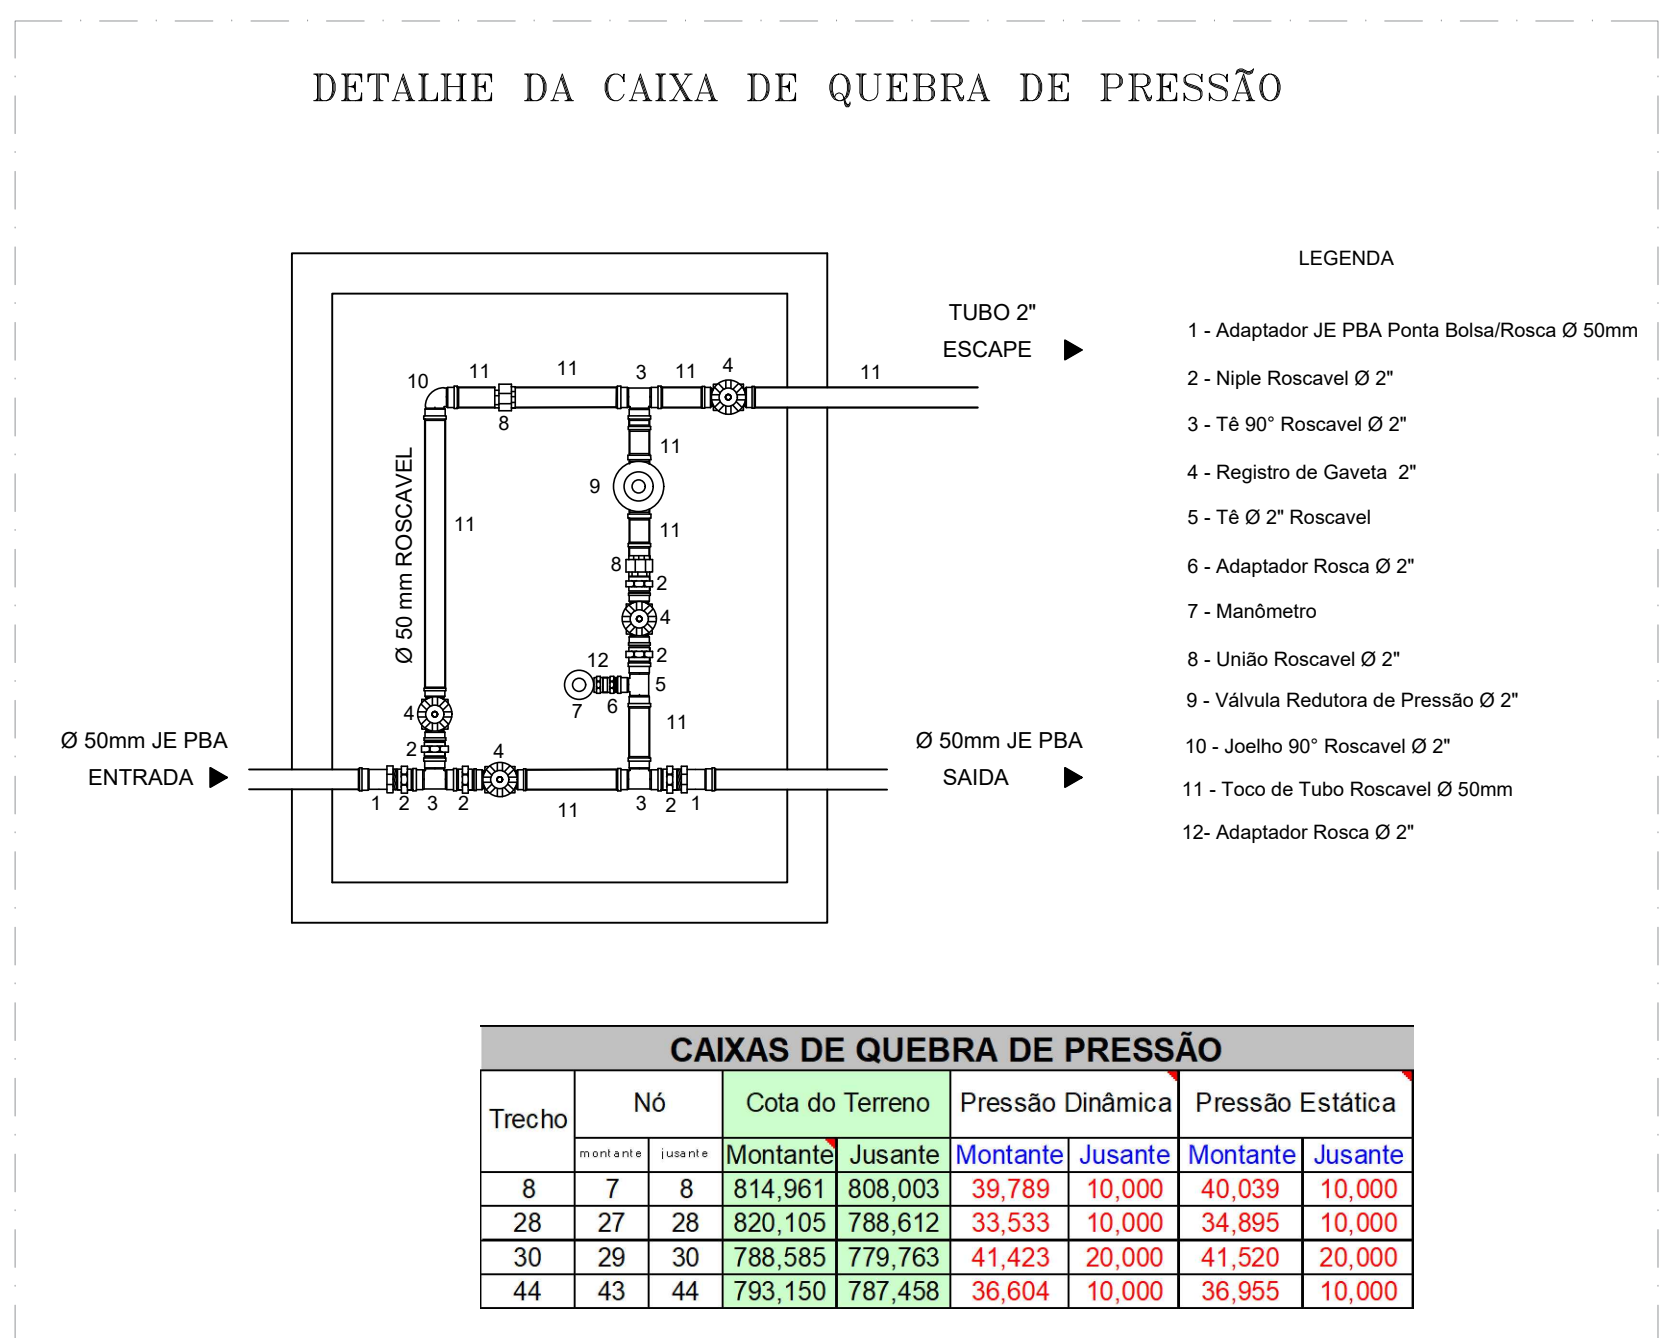 DETALHE DA CAIXA DE QUEBRA DE PRESSÃO
LEGENDA
1 - Adaptador JE PBA Ponta Bolsa/Rosca Ø 50mm
2 - Niple Roscavel Ø 2"
3 - Tê 90° Roscavel Ø 2"
4 - Registro de Gaveta 2"
5 - Tê Ø 2" Roscavel
6 - Adaptador Rosca Ø 2"
7 - Manômetro
8 - União Roscavel Ø 2"
9 - Válvula Redutora de Pressão Ø 2"
10 - Joelho 90° Roscavel Ø 2"
11 - Toco de Tubo Roscavel Ø 50mm
12- Adaptador Rosca Ø 2"
TUBO 2"
ESCAPE
10 11 11 3 11 4 11
8
11
9
11
11
8
2
4
2
12
5
7 6
11
Ø 50 mm ROSCAVEL
4
2
4
1 2 3 2 11 3 2 1
Ø 50mm JE PBA
ENTRADA
Ø 50mm JE PBA
SAIDA
CAIXAS DE QUEBRA DE PRESSÃO
Trecho Nó Cota do Terreno Pressão Dinâmica Pressão Estática
montante jusante Montante Jusante Montante Jusante Montante Jusante
8 7 8 814,961 808,003 39,789 10,000 40,039 10,000
28 27 28 820,105 788,612 33,533 10,000 34,895 10,000
30 29 30 788,585 779,763 41,423 20,000 41,520 20,000
44 43 44 793,150 787,458 36,604 10,000 36,955 10,000